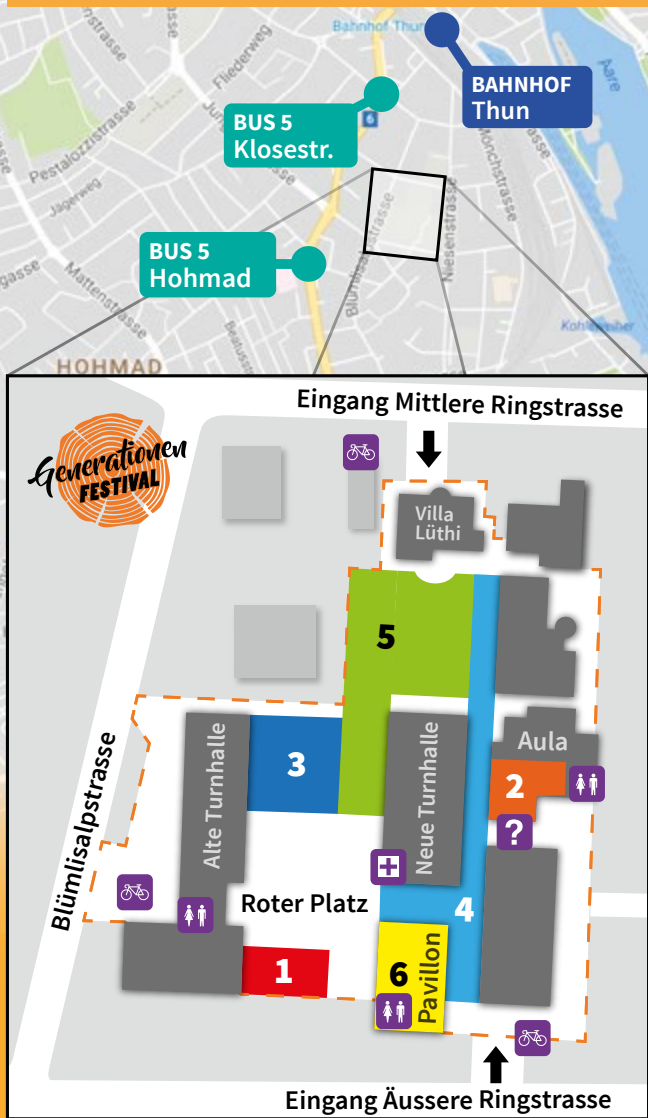 Bahnhof Thun
BAHNHOF
Thun
Aare
Fliederweg
BUS 5
Klosestr.
6
Pestalozzistrasse
Mönchstrasse
Jägerweg
Niesenstrasse
BUS 5
Hohmad
Blümlisalpstrasse
Mattenstrasse
HOHMAD
Eingang Mittlere Ringstrasse
Generationen
FESTIVAL
Villa
Lüthi
5
Alte Turnhalle
3
Neue Turnhalle
Aula
2
?
Blümlisalpstrasse
Roter Platz
4
1
6
Pavillon
Eingang Äussere Ringstrasse